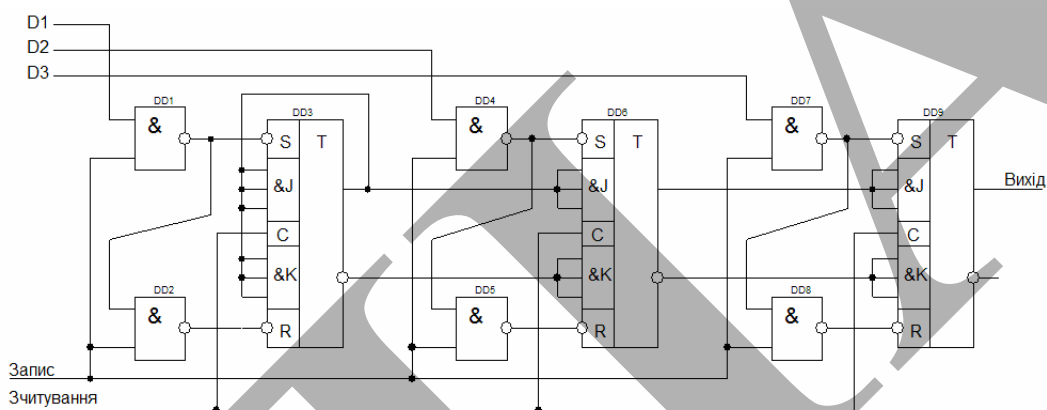 D1
D2
D3
DD1 DD3 DD4 DD6 DD7 DD9
& S T & S T & S T
&J &J &J Вихід
C C C
&K &K &K
DD2 DD5 DD8
& R & R & R
Запис
Зчитування